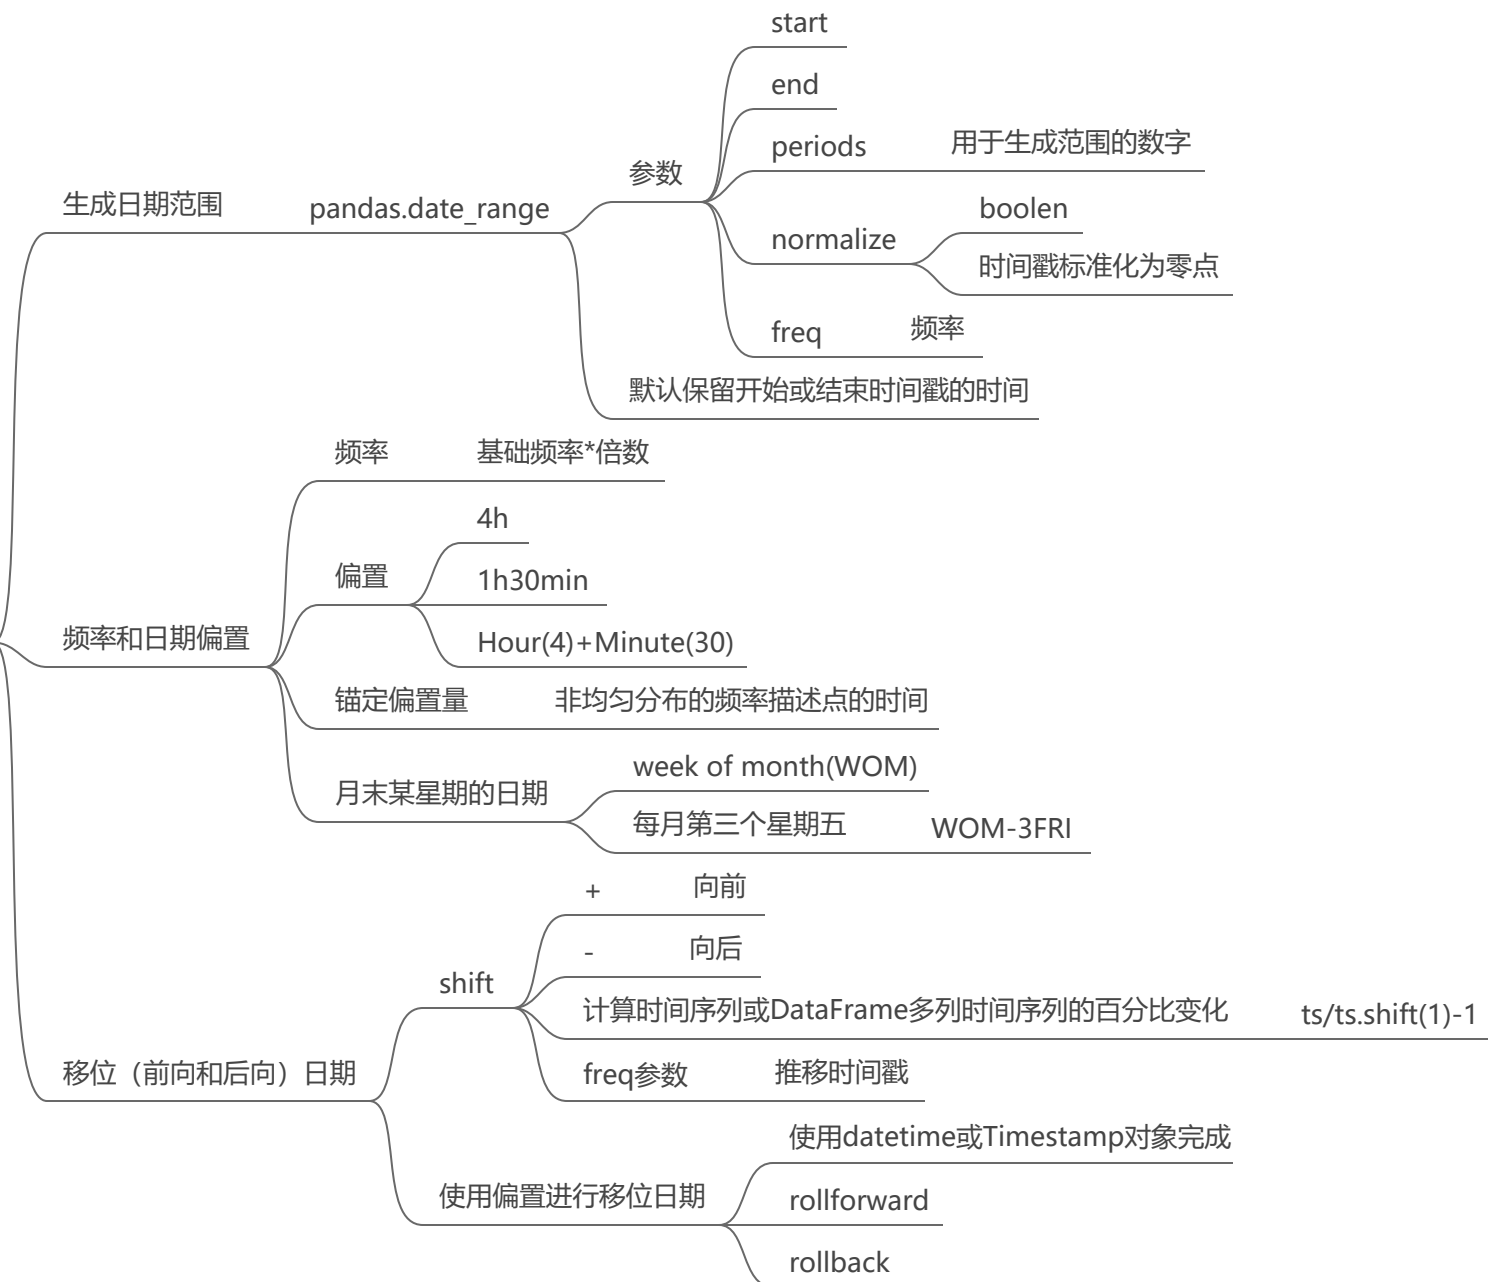 start
end
periods 用于生成范围的数字
参数
生成日期范围 pandas.date_range
normalize
boolen
时间戳标准化为零点
freq 频率
默认保留开始或结束时间戳的时间
频率 基础频率*倍数
4h
偏置
1h30min
频率和日期偏置
Hour(4)+Minute(30)
锚定偏置量 非均匀分布的频率描述点的时间
week of month(WOM)
月末某星期的日期
每月第三个星期五 WOM-3FRI
+ 向前
- 向后
shift
计算时间序列或DataFrame多列时间序列的百分比变化 ts/ts.shift(1)-1
移位（前向和后向）日期
freq参数 推移时间戳
使用datetime或Timestamp对象完成
使用偏置进行移位日期
rollforward
rollback